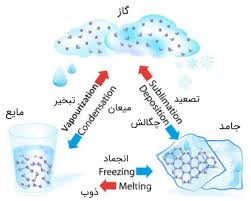 گاز
تبخیر
Vapourization
Condensation
میعان
تصعید
Sublimation
Deposition
چگالش
مایع
جامد
انجماد
Freezing
Melting
ذوب